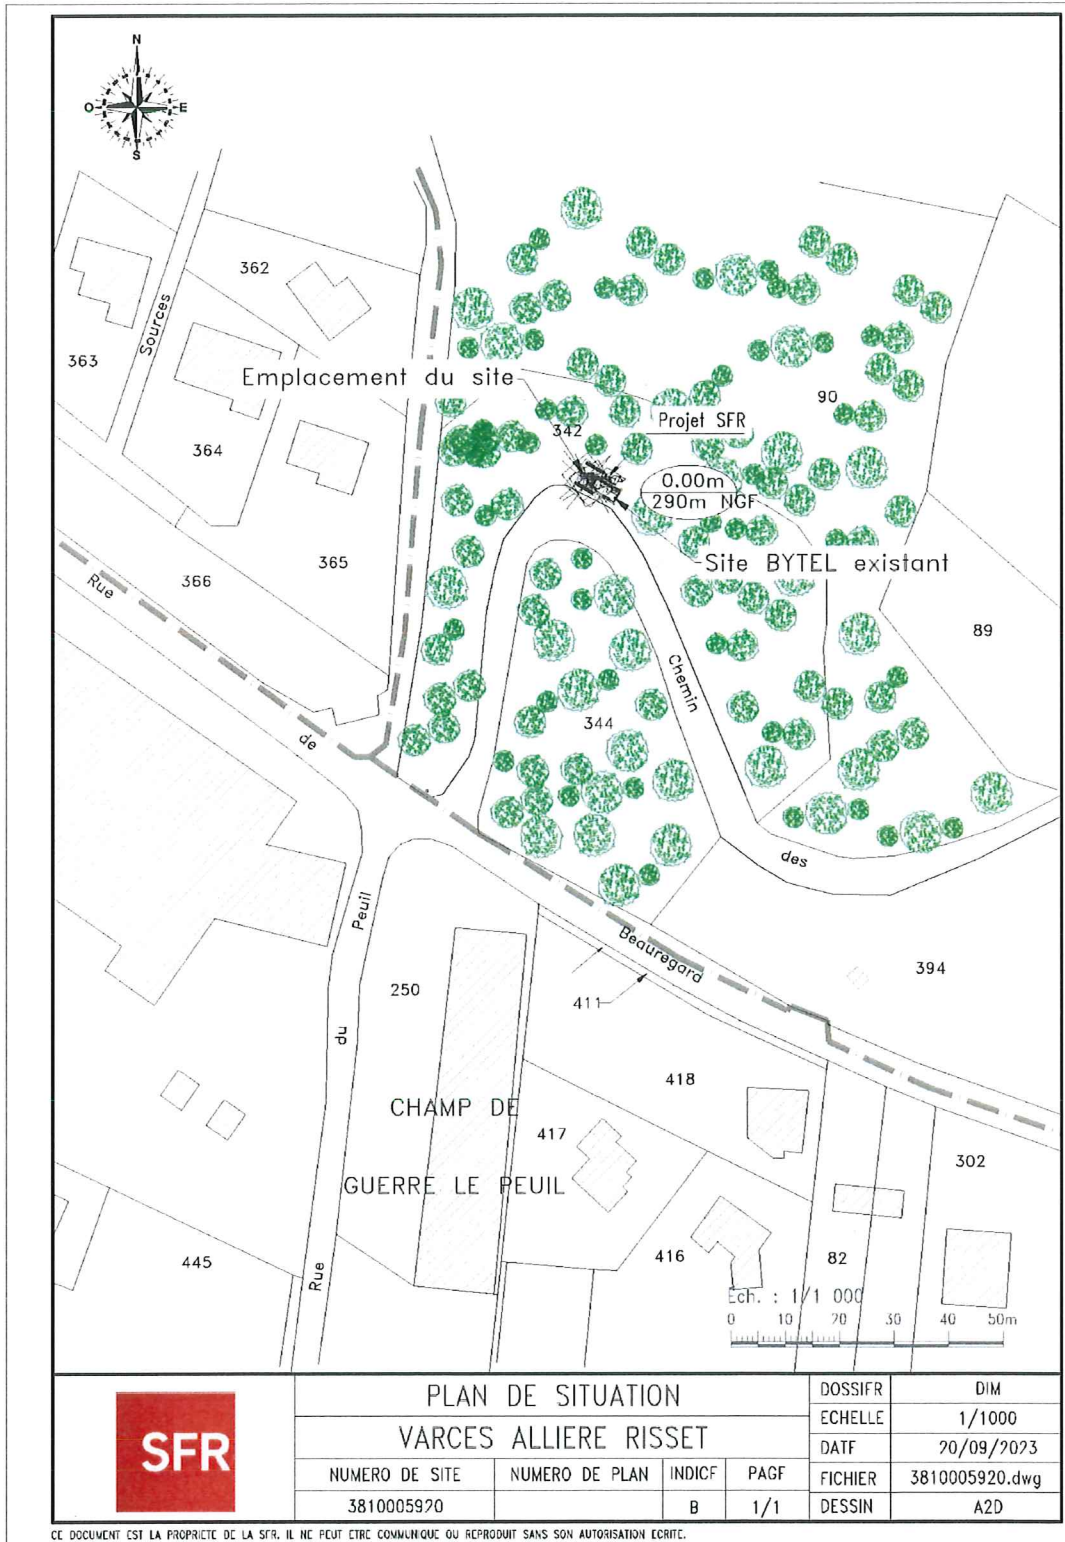 N
O E
S
362
Sources
363
Emplacement du site
90
Projet SFR
342
364
0.00m
290m NGF
Site BYTEL existant
365
366
Rue
89
Chemin
344
de
des
Peuil
Beauregard
394
250
411
du
418
CHAMP DE
417
302
GUERRE LE PEUIL
416
82
445
Rue
Ech. : 1/1 000
0 10 20 30 40 50m
SFR
PLAN DE SITUATION
VARCES ALLIERE RISSET
NUMERO DE SITE NUMERO DE PLAN INDICE PAGE
3810005920 B 1/1
DOSSIER DIM
ECHELLE 1/1000
DATE 20/09/2023
FICHIER 3810005920.dwg
DESSIN A2D
CE DOCUMENT EST LA PROPRIETE DE LA SFR. IL NE PEUT ETRE COMMUNIQUE OU REPRODUIT SANS SON AUTORISATION ECRITE.